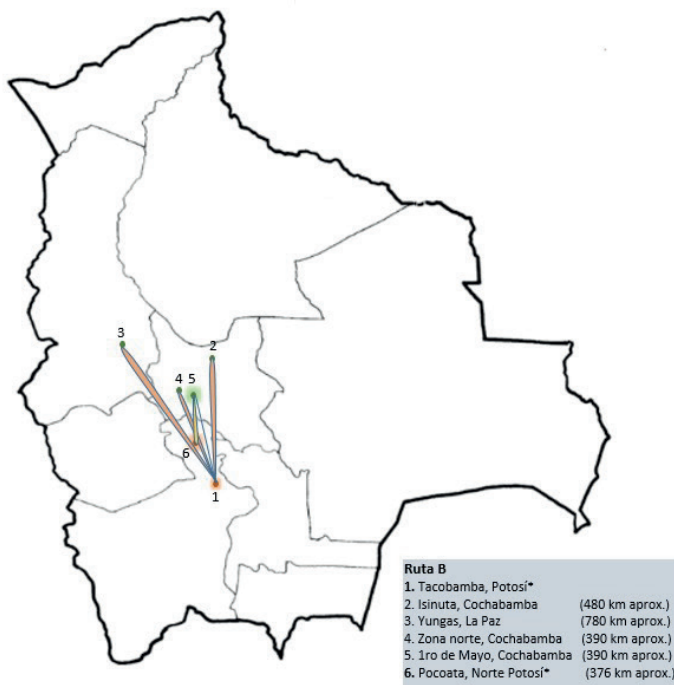 3
2
4
5
6
1
Ruta B
1. Tacobamba, Potosí*
2. Isinuta, Cochabamba (480 km aprox.)
3. Yungas, La Paz (780 km aprox.)
4. Zona norte, Cochabamba (390 km aprox.)
5. 1ro de Mayo, Cochabamba (390 km aprox.)
6. Pocoata, Norte Potosí* (376 km aprox.)